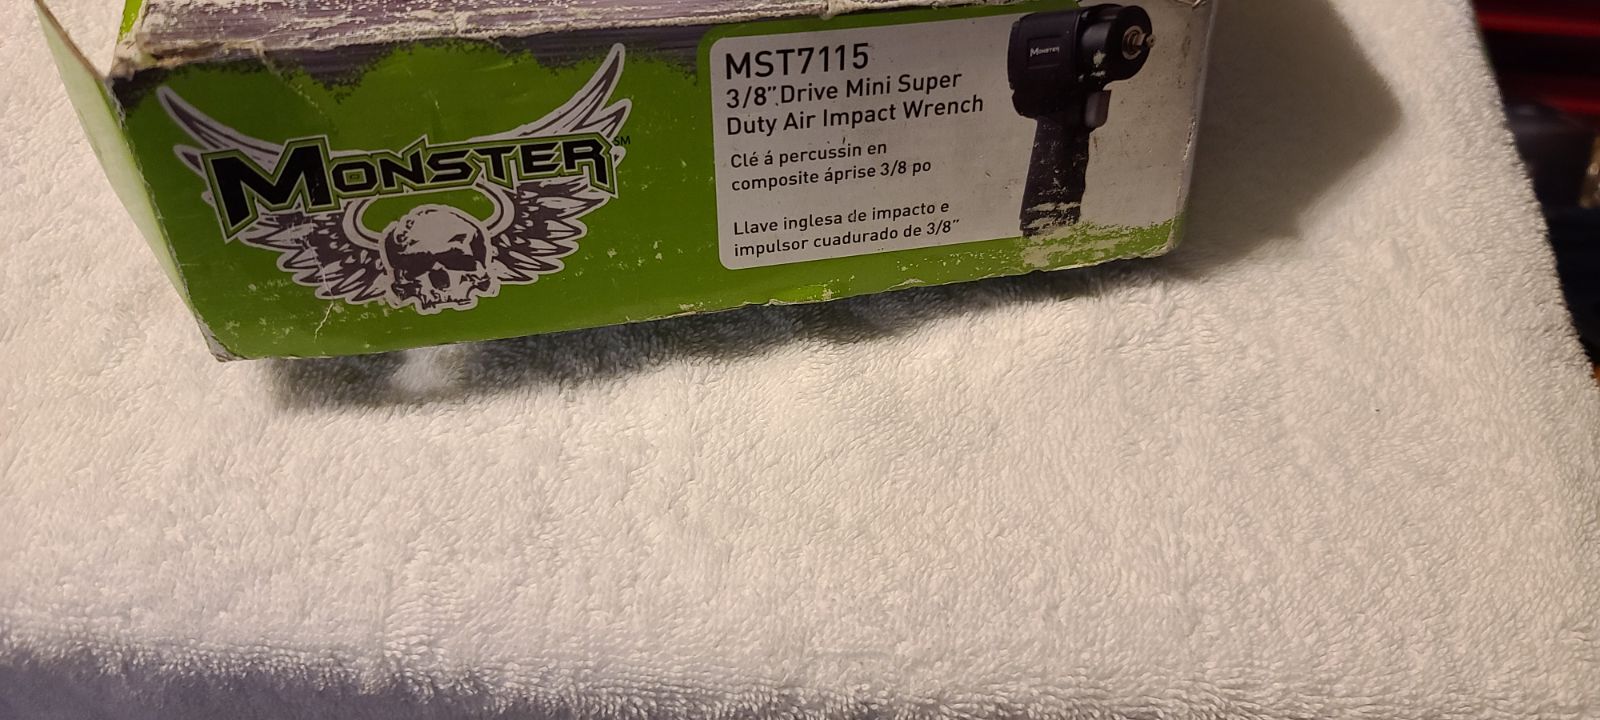 MONSTER SM
MST7115
3/8" Drive Mini Super
Duty Air Impact Wrench
Clé á percussin en
composite áprise 3/8 po
Llave inglesa de impacto e
impulsor cuadurado de 3/8"
MONSTER